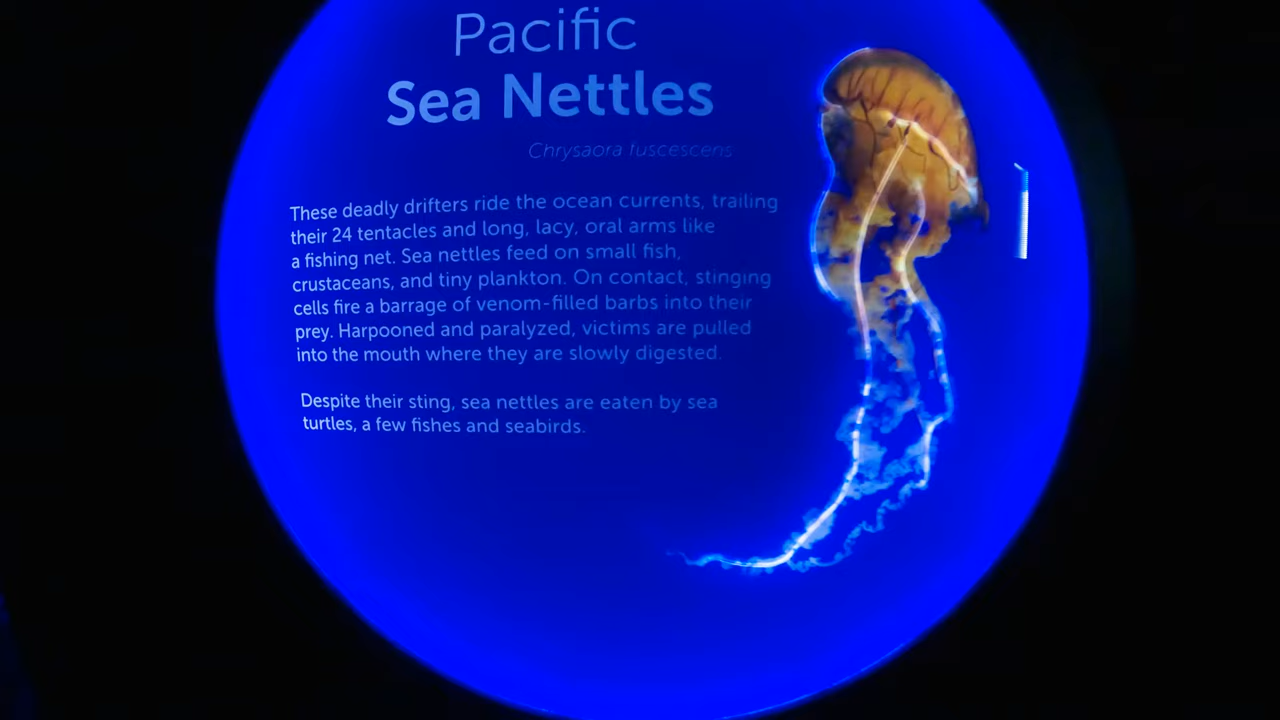 Pacific
Sea Nettles
Chrysaora fuscescens
These deadly drifters ride the ocean currents, trailing
their 24 tentacles and long, lacy, oral arms like
a fishing net. Sea nettles feed on small fish,
crustaceans, and tiny plankton. On contact, stinging
cells fire a barrage of venom-filled barbs into their
prey. Harpooned and paralyzed, victims are pulled
into the mouth where they are slowly digested.
Despite their sting, sea nettles are eaten by sea
turtles, a few fishes and seabirds.